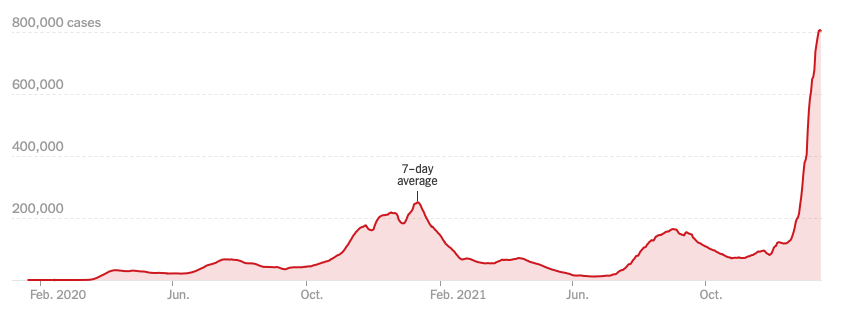 800,000 cases
600,000
400,000
7-day
average
200,000
Feb. 2020
Jun.
Oct.
Feb. 2021
Jun.
Oct.